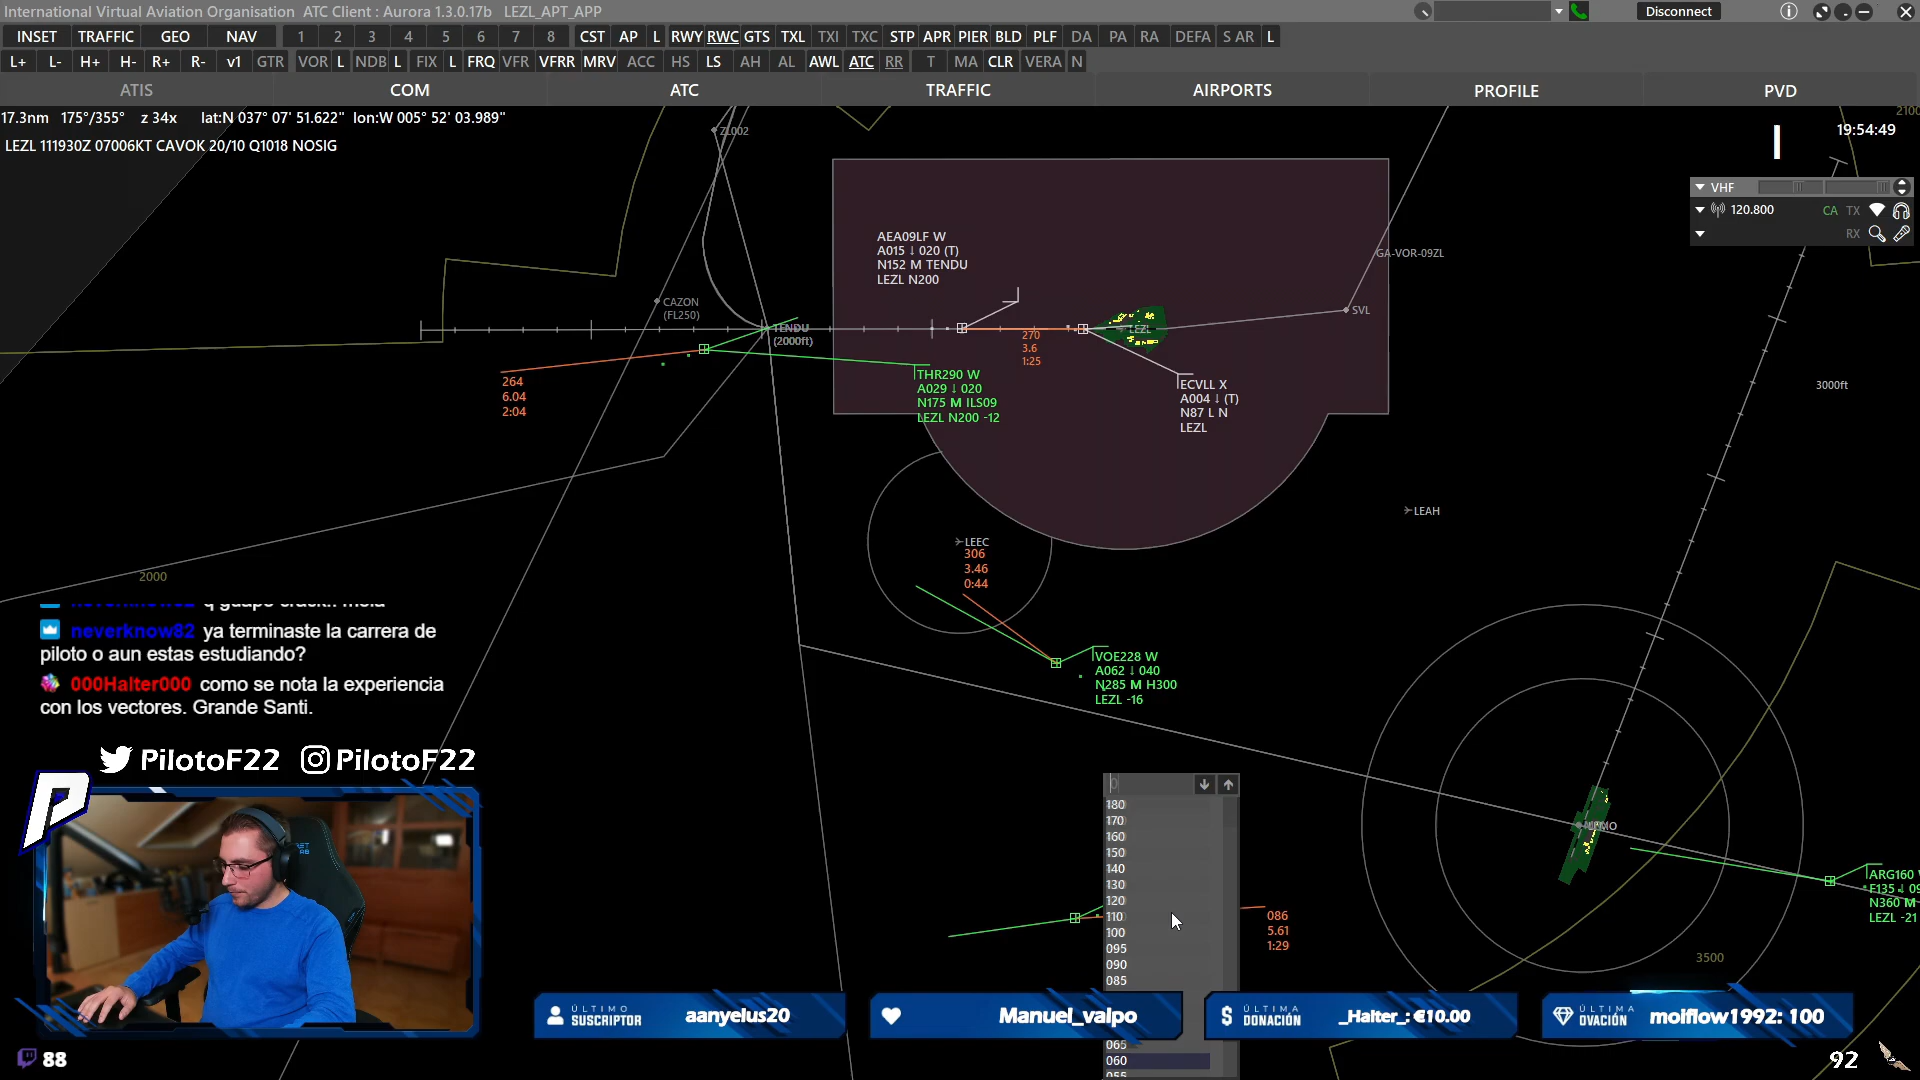 International Virtual Aviation Organisation   ATC Client : Aurora 1.3.0.17b   LEZL_APT_APP
Disconnect
INSET TRAFFIC GEO NAV 1 2 3 4 5 6 7 8 CST AP L RWY RWC GTS TXL TXI TXC STP APR PIER BLD PLF DA PA RA DEFA S AR L
L+ L- H+ H- R+ R- v1 GTR VOR L NDB L FIX L FRQ VFR VFRR MRV ACC HS LS AH AL AWL ATC RR T MA CLR VERA N
ATIS COM ATC TRAFFIC AIRPORTS PROFILE PVD
17.3nm 175°/355° z 34x lat:N 037° 07' 51.622" lon:W 005° 52' 03.989"
LEZL 111930Z 07006KT CAVOK 20/10 Q1018 NOSIG
2100
19:54:49
VHF
120.800 CA TX
RX
ZL002
GA-VOR-09ZL
AEA09LF W
A015 ↓ 020 (T)
N152 M TENDU
LEZL N200
CAZON
(FL250)
SVL
TENDU
(2000ft)
LEZL
270
3.6
1:25
264
6.04
2:04
THR290 W
A029 ↓ 020
N175 M ILS09
LEZL N200 -12
ECVLL X
A004 ↓ (T)
N87 L N
LEZL
3000ft
LEAH
LEEC
306
3.46
0:44
2000
neverknow82 ya terminaste la carrera de
piloto o aun estas estudiando?
000Halter000 como se nota la experiencia
con los vectores. Grande Santi.
VOE228 W
A062 ↓ 040
N285 M H300
LEZL -16
PilotoF22 PilotoF22
P
0
180
170
160
150
140
130
120
110
100
095
090
085
065
060
055
086
5.61
1:29
ARG160
F135 ↓ 09
N360 M
LEZL -21
3500
ÚLTIMO
SUSCRIPTOR
aanyelus20
Manuel_valpo
ÚLTIMA
DONACIÓN
_Halter_: €10.00
ÚLTIMA
OVACIÓN
moiflow1992: 100
88
92